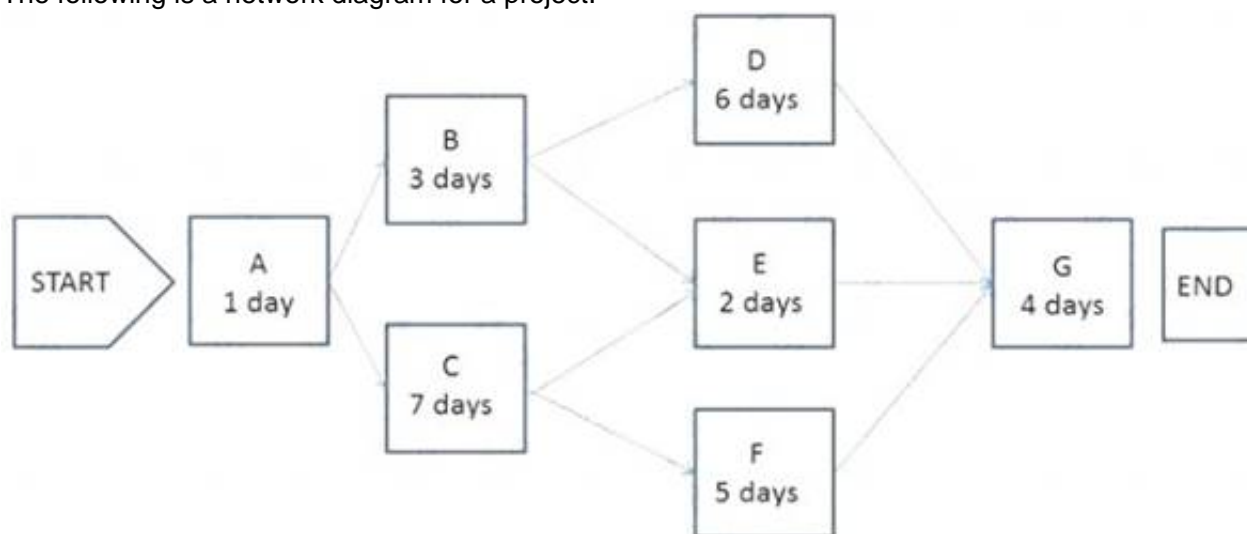 The following is a network diagram for a project.
D
6 days
B
3 days
START
A
1 day
E
2 days
G
4 days
END
C
7 days
F
5 days